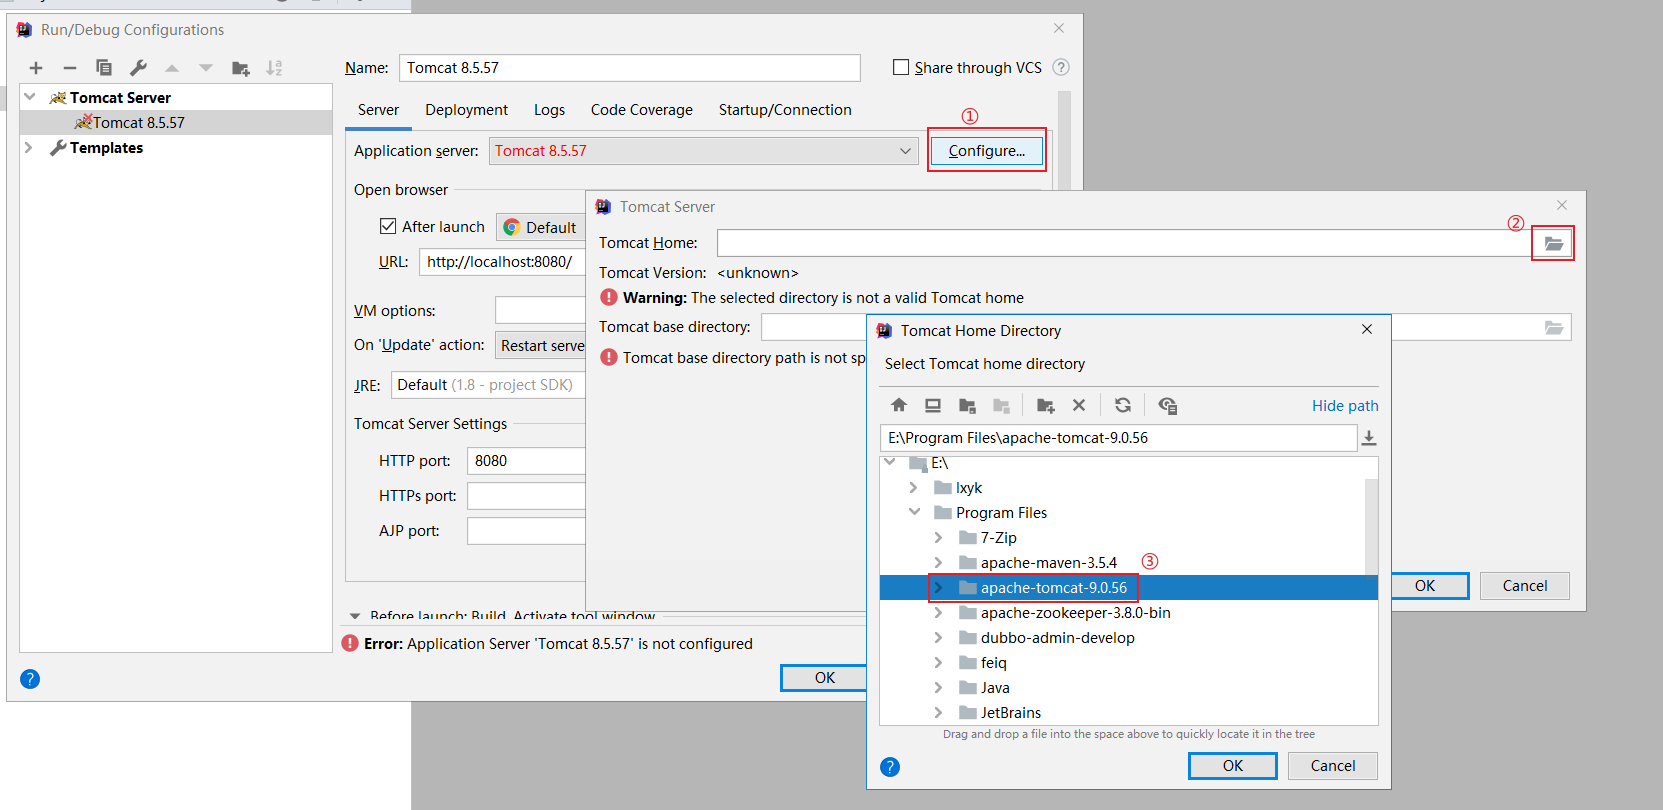 Run/Debug Configurations
Name: Tomcat 8.5.57
Share through VCS ?
Tomcat Server
Tomcat 8.5.57
Templates
Server Deployment Logs Code Coverage Startup/Connection
①
Application server: Tomcat 8.5.57 Configure...
Open browser
After launch Default
URL: http://localhost:8080/
VM options:
On 'Update' action: Restart serve
JRE: Default (1.8 - project SDK)
Tomcat Server Settings
HTTP port: 8080
HTTPs port:
AJP port:
Before launch: Build, Activate tool window
Error: Application Server 'Tomcat 8.5.57' is not configured
? OK
Tomcat Server
②
Tomcat Home:
Tomcat Version: <unknown>
Warning: The selected directory is not a valid Tomcat home
Tomcat base directory:
Tomcat base directory path is not sp
OK Cancel
Tomcat Home Directory
Select Tomcat home directory
Hide path
E:\Program Files\apache-tomcat-9.0.56
E:\
lxyk
Program Files
7-Zip
apache-maven-3.5.4 ③
apache-tomcat-9.0.56
apache-zookeeper-3.8.0-bin
dubbo-admin-develop
feiq
Java
JetBrains
Drag and drop a file into the space above to quickly locate it in the tree
? OK Cancel